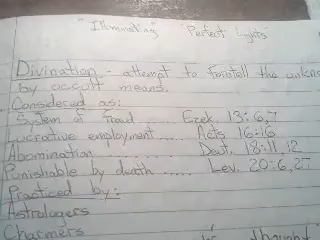 "Illuminating" "Perfect Lights"
Divination - attempt to foretell the unkno
by occult means.
Considered as:
System of fraud ..... Ezek. 13:6,7
Lucrative employment ..... Acts 16:16
Abomination ........... Deut. 18:11,12
Punishable by death ..... Lev. 20:6,27
Practiced by:
Astrologers
Charmers
thought